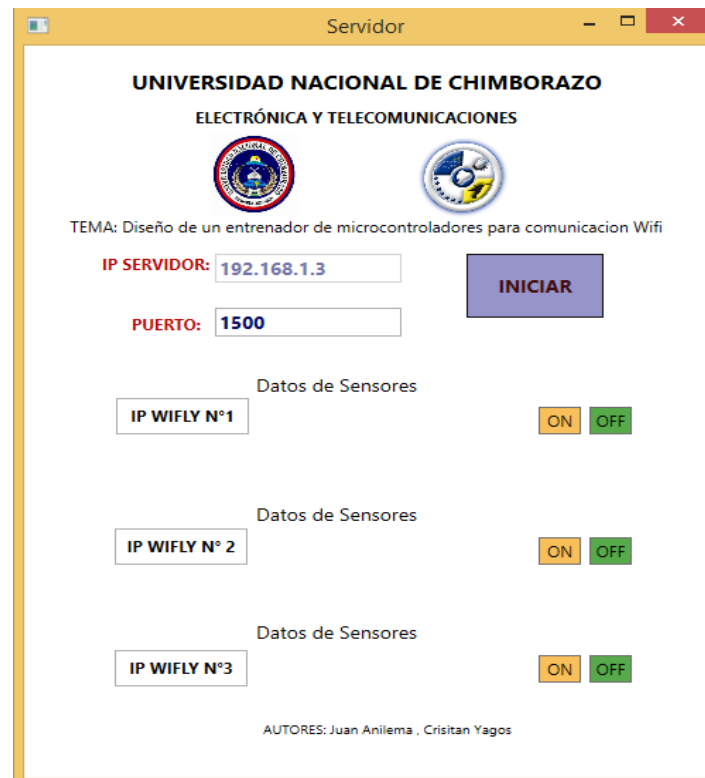 Servidor
UNIVERSIDAD NACIONAL DE CHIMBORAZO
ELECTRÓNICA Y TELECOMUNICACIONES
TEMA: Diseño de un entrenador de microcontroladores para comunicacion Wifi
IP SERVIDOR: 192.168.1.3
INICIAR
PUERTO: 1500
Datos de Sensores
IP WIFLY N°1 ON OFF
Datos de Sensores
IP WIFLY N° 2 ON OFF
Datos de Sensores
IP WIFLY N°3 ON OFF
AUTORES: Juan Anilema , Crisitan Yagos